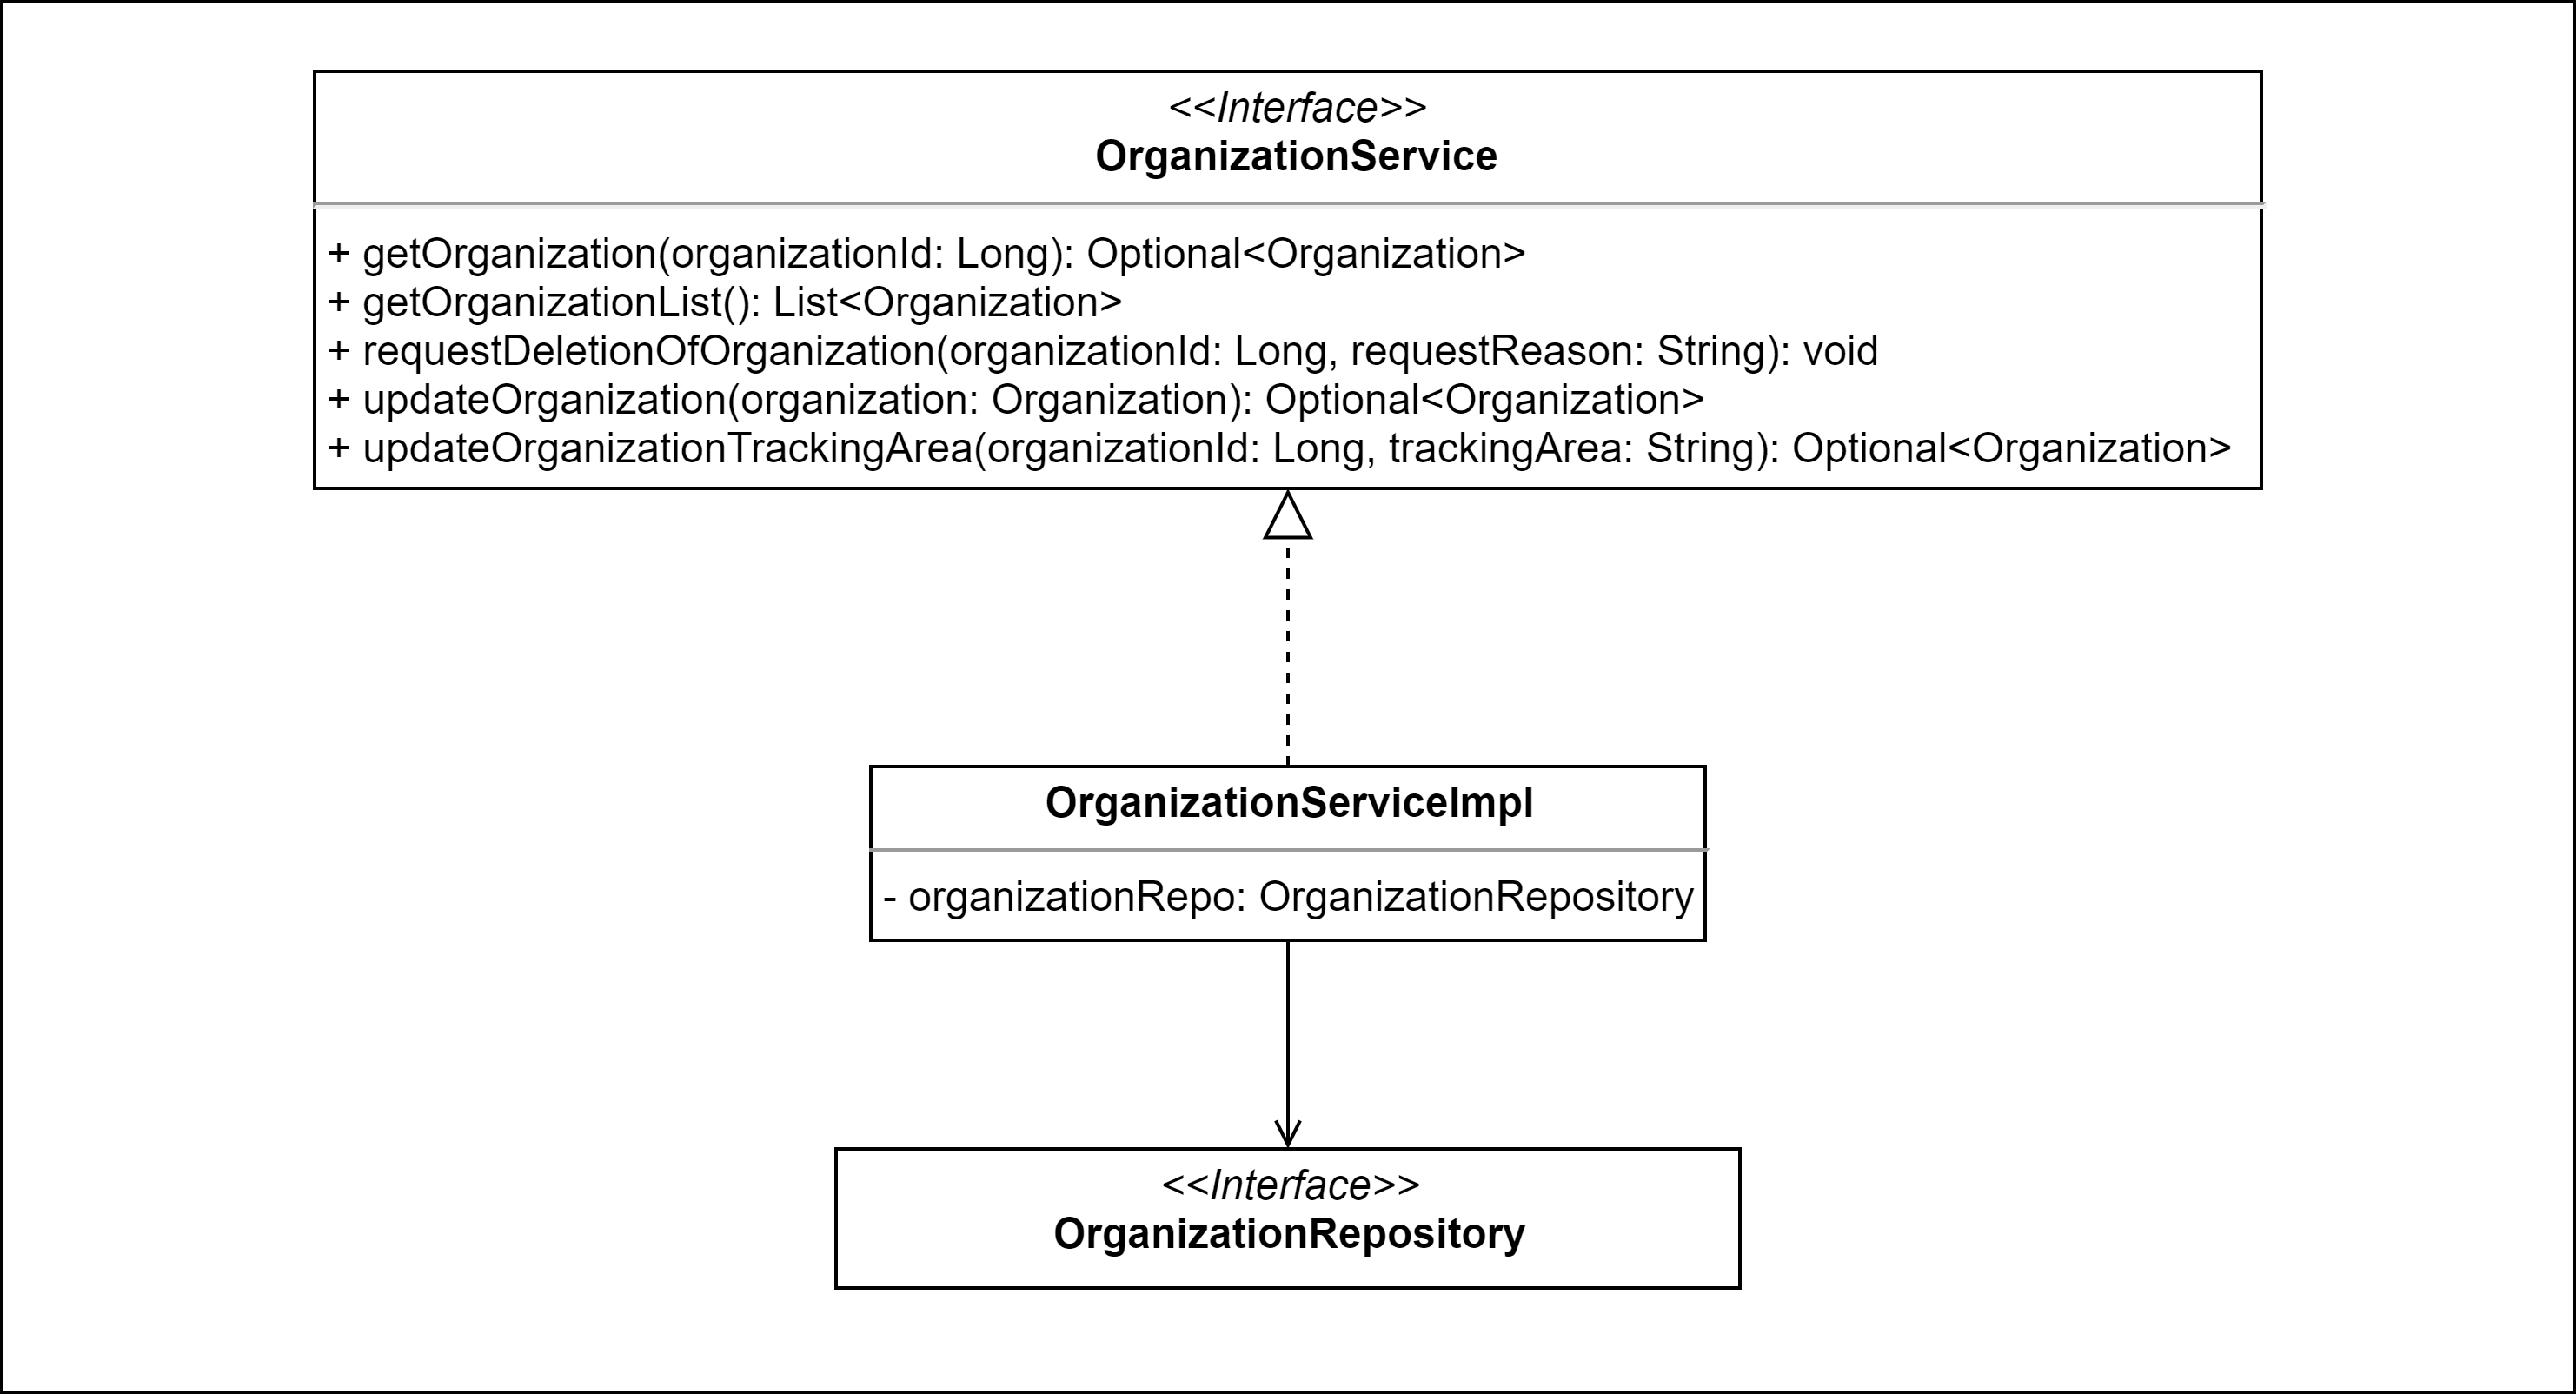 <<Interface>>
OrganizationService
+ getOrganization(organizationId: Long): Optional<Organization>
+ getOrganizationList(): List<Organization>
+ requestDeletionOfOrganization(organizationId: Long, requestReason: String): void
+ updateOrganization(organization: Organization): Optional<Organization>
+ updateOrganizationTrackingArea(organizationId: Long, trackingArea: String): Optional<Organization>
OrganizationServiceImpl
- organizationRepo: OrganizationRepository
<<Interface>>
OrganizationRepository